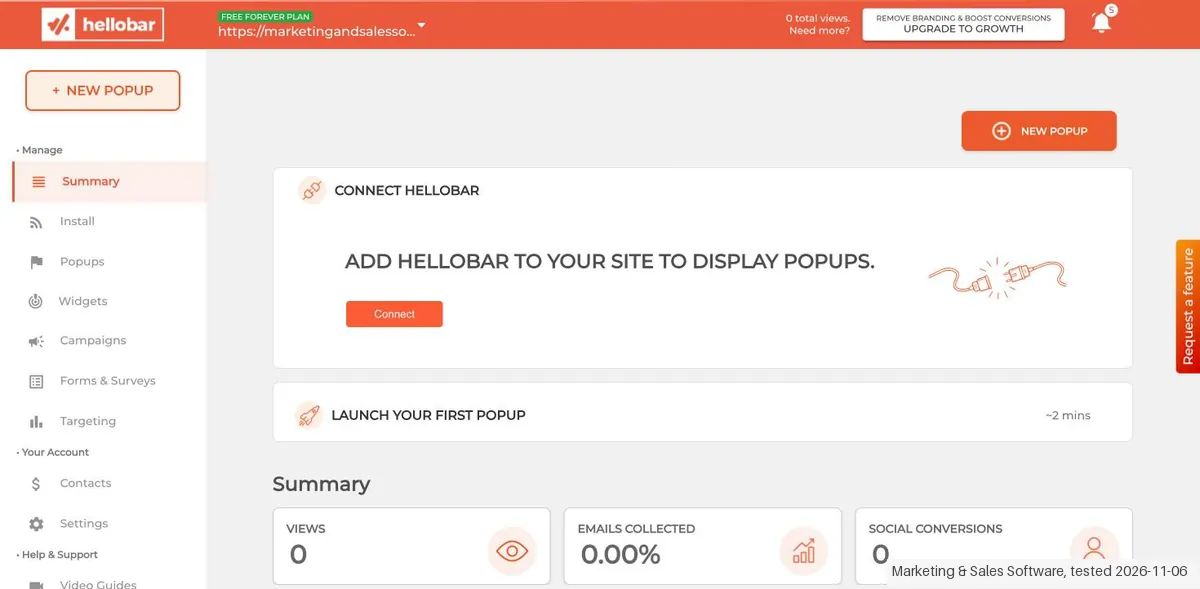 hellobar
FREE FOREVER PLAN
https://marketingandsalesso...
0 total views.
Need more?
REMOVE BRANDING & BOOST CONVERSIONS
UPGRADE TO GROWTH
5
+ NEW POPUP
NEW POPUP
• Manage
Summary
Install
Popups
Widgets
Campaigns
Forms & Surveys
Targeting
• Your Account
Contacts
Settings
• Help & Support
Video Guides
CONNECT HELLOBAR
ADD HELLOBAR TO YOUR SITE TO DISPLAY POPUPS.
Connect
LAUNCH YOUR FIRST POPUP
~2 mins
Request a feature
Summary
VIEWS
0
EMAILS COLLECTED
0.00%
SOCIAL CONVERSIONS
0
Marketing & Sales Software, tested 2026-11-06